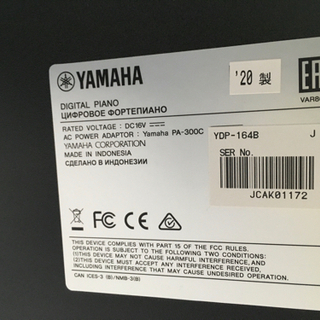 YAMAHA
'20 製
EAC
DIGITAL PIANO
ЦИФРОВОЕ ФОРТЕПИАНО
RATED VOLTAGE : DC16V
AC POWER ADAPTOR : Yamaha PA-300C
YAMAHA CORPORATION
MADE IN INDONESIA
СДЕЛАНО В ИНДОНЕЗИИ
YDP-164B J
SER No.
JCAK01172
FC CE
THIS DEVICE COMPLIES WITH PART 15 OF THE FCC RULES.
OPERATION IS SUBJECT TO THE FOLLOWING TWO CONDITIONS:
(1) THIS DEVICE MAY NOT CAUSE HARMFUL INTERFERENCE, AND
(2) THIS DEVICE MUST ACCEPT ANY INTERFERENCE RECEIVED,
INCLUDING INTERFERENCE THAT MAY CAUSE UNDESIRED OPERATION.
CAN ICES-3 (B)/NMB-3(B)